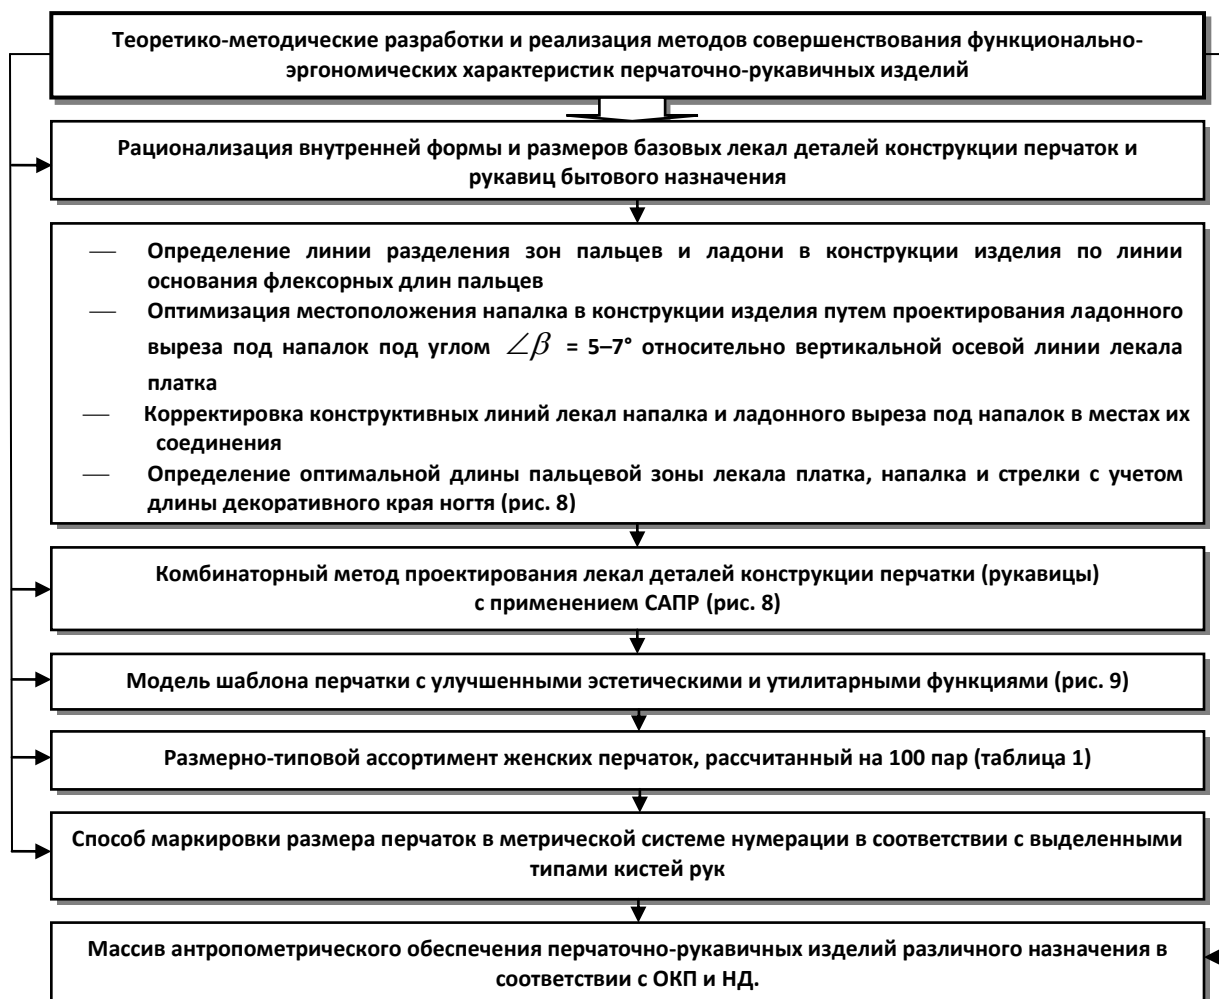 Теоретико-методические разработки и реализация методов совершенствования функционально-
эргономических характеристик перчаточно-рукавичных изделий
Рационализация внутренней формы и размеров базовых лекал деталей конструкции перчаток и
рукавиц бытового назначения
— Определение линии разделения зон пальцев и ладони в конструкции изделия по линии
основания флексорных длин пальцев
— Оптимизация местоположения напалка в конструкции изделия путем проектирования ладонного
выреза под напалок под углом ∠β = 5–7° относительно вертикальной осевой линии лекала
платка
— Корректировка конструктивных линий лекал напалка и ладонного выреза под напалок в местах их
соединения
— Определение оптимальной длины пальцевой зоны лекала платка, напалка и стрелки с учетом
длины декоративного края ногтя (рис. 8)
Комбинаторный метод проектирования лекал деталей конструкции перчатки (рукавицы)
с применением САПР (рис. 8)
Модель шаблона перчатки с улучшенными эстетическими и утилитарными функциями (рис. 9)
Размерно-типовой ассортимент женских перчаток, рассчитанный на 100 пар (таблица 1)
Способ маркировки размера перчаток в метрической системе нумерации в соответствии с выделенными
типами кистей рук
Массив антропометрического обеспечения перчаточно-рукавичных изделий различного назначения в
соответствии с ОКП и НД.